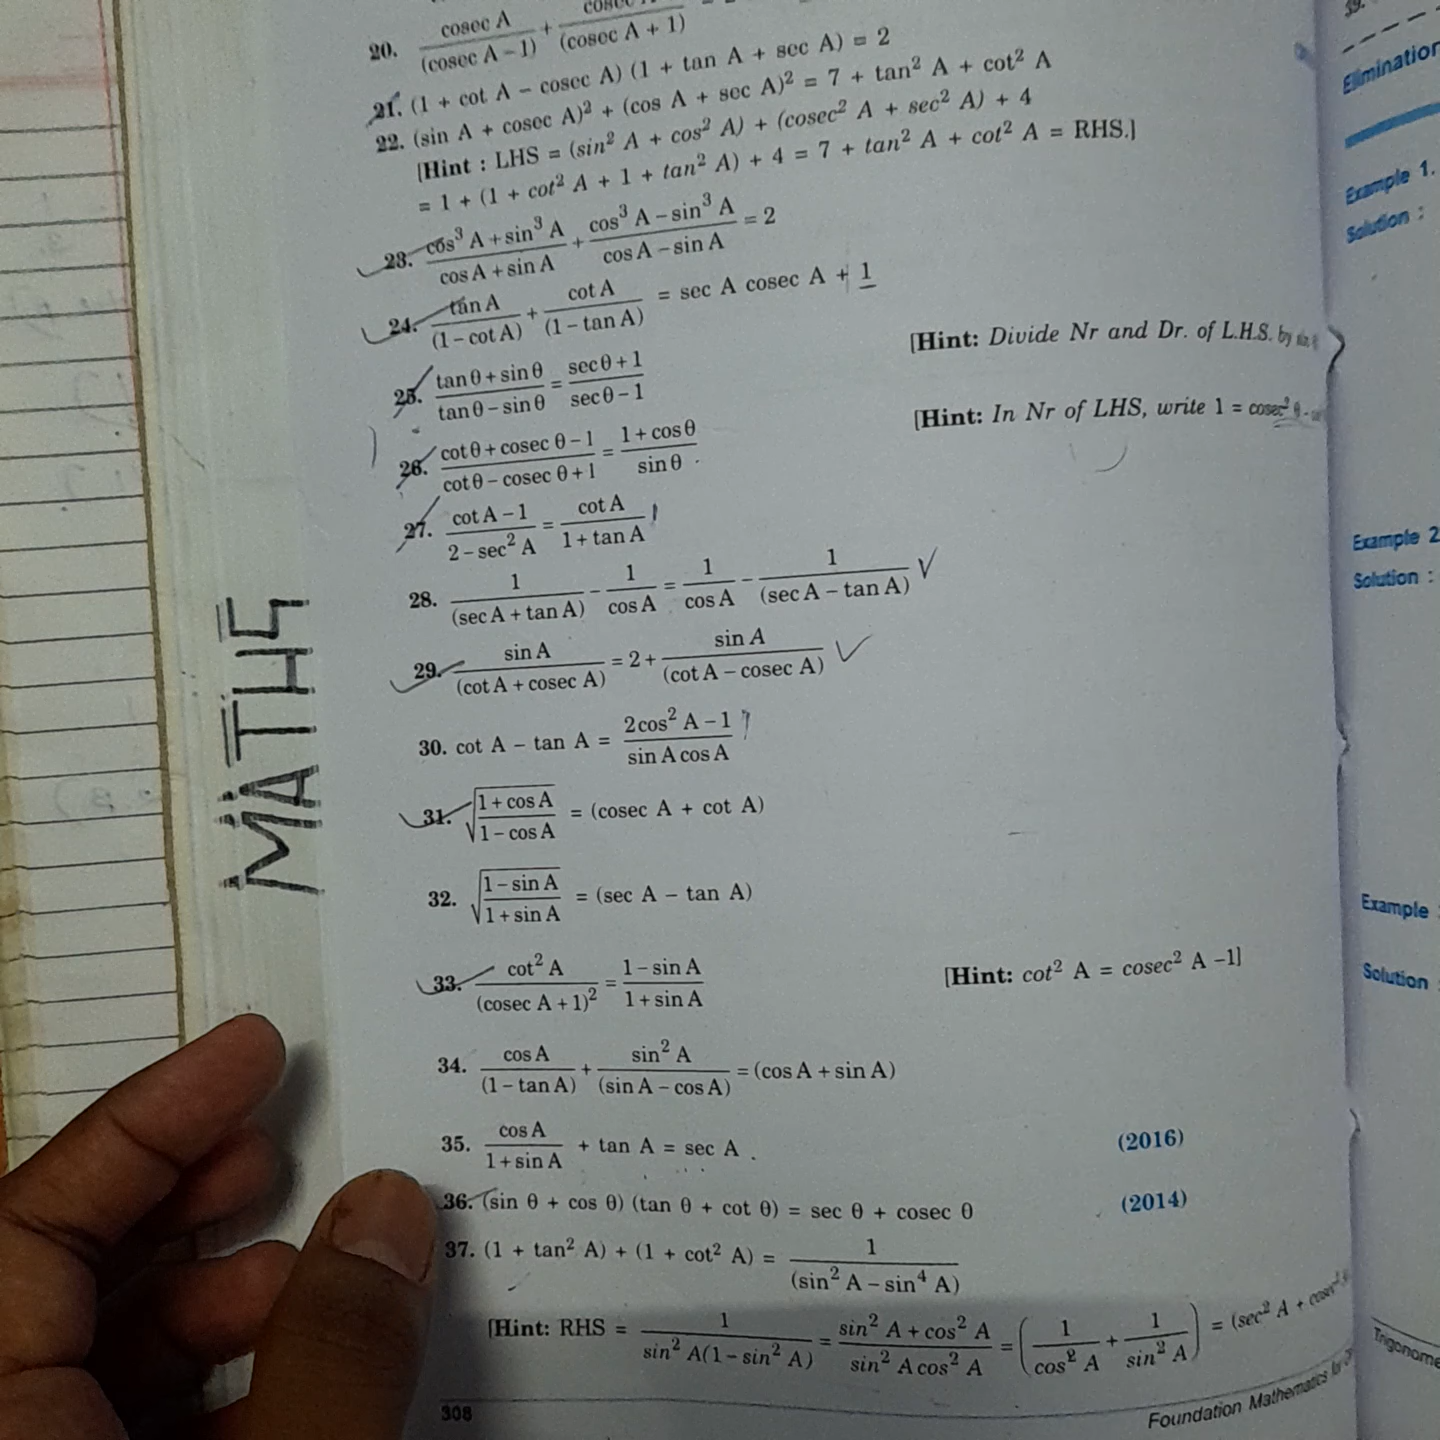 20. cosec A/(cosec A − 1) + /(cosec A + 1)
21. (1 + cot A − cosec A) (1 + tan A + sec A) = 2
22. (sin A + cosec A)² + (cos A + sec A)² = 7 + tan² A + cot² A
[Hint : LHS = (sin² A + cos² A) + (cosec² A + sec² A) + 4
= 1 + (1 + cot² A + 1 + tan² A) + 4 = 7 + tan² A + cot² A = RHS.]
23. (cos³ A + sin³ A)/(cos A + sin A) + (cos³ A − sin³ A)/(cos A − sin A) = 2
24. tan A/(1 − cot A) + cot A/(1 − tan A) = sec A cosec A + 1
[Hint: Divide Nr and Dr. of L.H.S. by
25. (tan θ + sin θ)/(tan θ − sin θ) = (sec θ + 1)/(sec θ − 1)
[Hint: In Nr of LHS, write 1 = cosec² θ -
26. (cot θ + cosec θ − 1)/(cot θ − cosec θ + 1) = (1 + cos θ)/sin θ .
27. (cot A − 1)/(2 − sec² A) = cot A/(1 + tan A)
28. 1/(sec A + tan A) − 1/cos A = 1/cos A − 1/(sec A − tan A)
29. sin A/(cot A + cosec A) = 2 + sin A/(cot A − cosec A)
30. cot A − tan A = (2 cos² A − 1)/(sin A cos A)
31. √((1 + cos A)/(1 − cos A)) = (cosec A + cot A)
32. √((1 − sin A)/(1 + sin A)) = (sec A − tan A)
33. cot² A/(cosec A + 1)² = (1 − sin A)/(1 + sin A)
[Hint: cot² A = cosec² A −1]
34. cos A/(1 − tan A) + sin² A/(sin A − cos A) = (cos A + sin A)
35. cos A/(1 + sin A) + tan A = sec A .
(2016)
36. (sin θ + cos θ) (tan θ + cot θ) = sec θ + cosec θ
(2014)
37. (1 + tan² A) + (1 + cot² A) = 1/(sin² A − sin⁴ A)
[Hint: RHS = 1/(sin² A(1 − sin² A)) = (sin² A + cos² A)/(sin² A cos² A) = (1/cos² A + 1/sin² A) = (sec² A + cosec²
308
Foundation Mathematics for
MATHS
Elimination
Example 1.
Solution :
Example 2
Solution :
Example
Solution